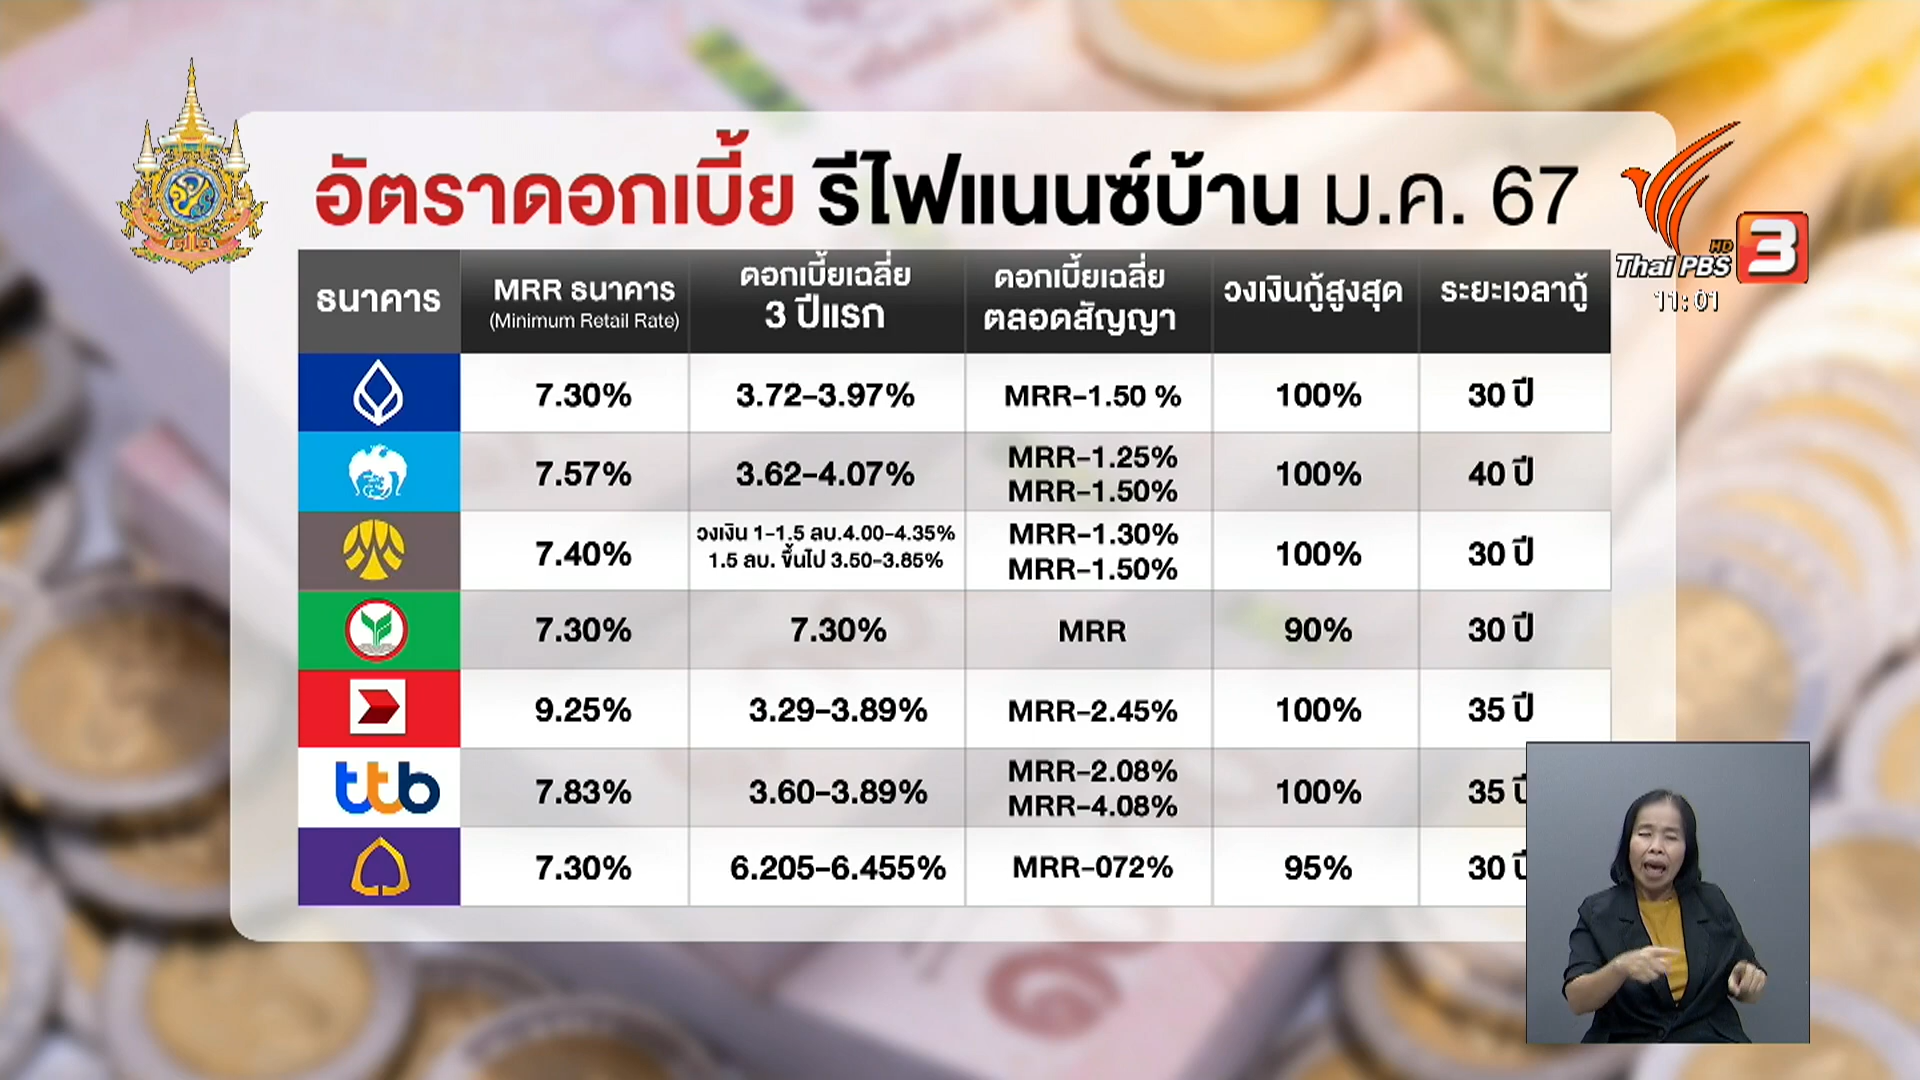 อัตราดอกเบี้ย รีไฟแนนซ์บ้าน ม.ค. 67
Thai PBS HD 3
11:01
ธนาคาร
MRR ธนาคาร
(Minimum Retail Rate)
ดอกเบี้ยเฉลี่ย
3 ปีแรก
ดอกเบี้ยเฉลี่ย
ตลอดสัญญา
วงเงินกู้สูงสุด
ระยะเวลากู้
7.30%
3.72-3.97%
MRR-1.50 %
100%
30 ปี
7.57%
3.62-4.07%
MRR-1.25%
MRR-1.50%
100%
40 ปี
7.40%
วงเงิน 1-1.5 ลบ.4.00-4.35%
1.5 ลบ. ขึ้นไป 3.50-3.85%
MRR-1.30%
MRR-1.50%
100%
30 ปี
7.30%
7.30%
MRR
90%
30 ปี
9.25%
3.29-3.89%
MRR-2.45%
100%
35 ปี
ttb
7.83%
3.60-3.89%
MRR-2.08%
MRR-4.08%
100%
35 ปี
7.30%
6.205-6.455%
MRR-072%
95%
30 ปี